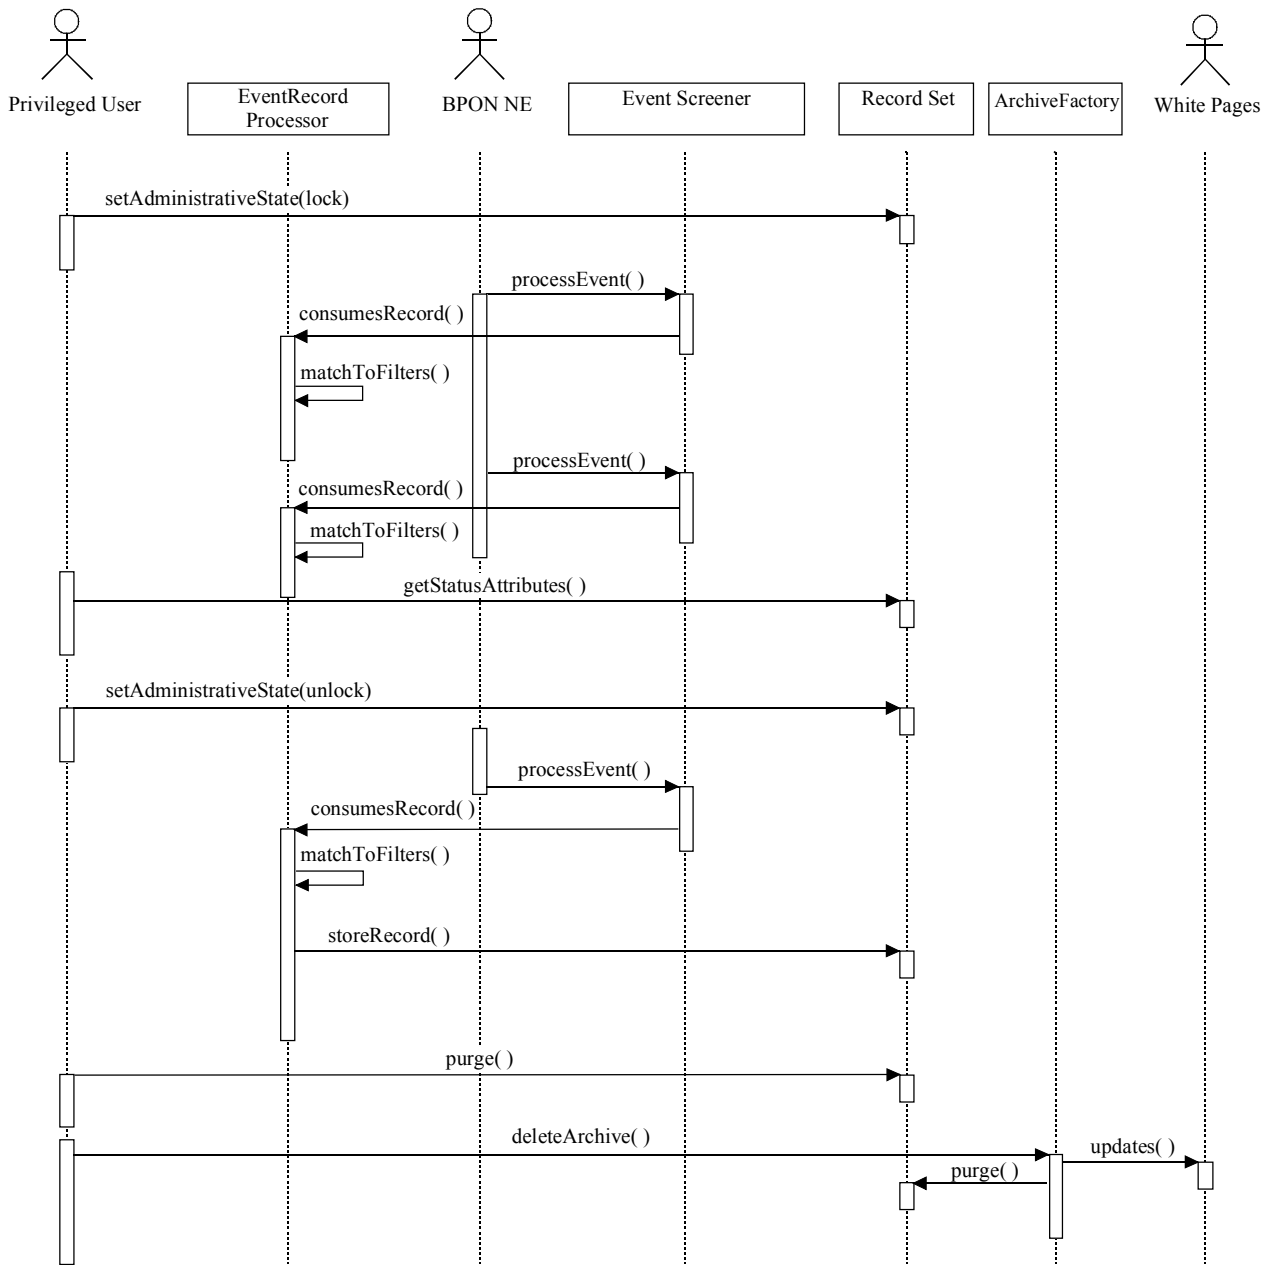 Privileged User
EventRecord
Processor
BPON NE
Event Screener
Record Set
ArchiveFactory
White Pages
setAdministrativeState(lock)
processEvent( )
consumesRecord( )
matchToFilters( )
processEvent( )
consumesRecord( )
matchToFilters( )
getStatusAttributes( )
setAdministrativeState(unlock)
processEvent( )
consumesRecord( )
matchToFilters( )
storeRecord( )
purge( )
deleteArchive( )
updates( )
purge( )